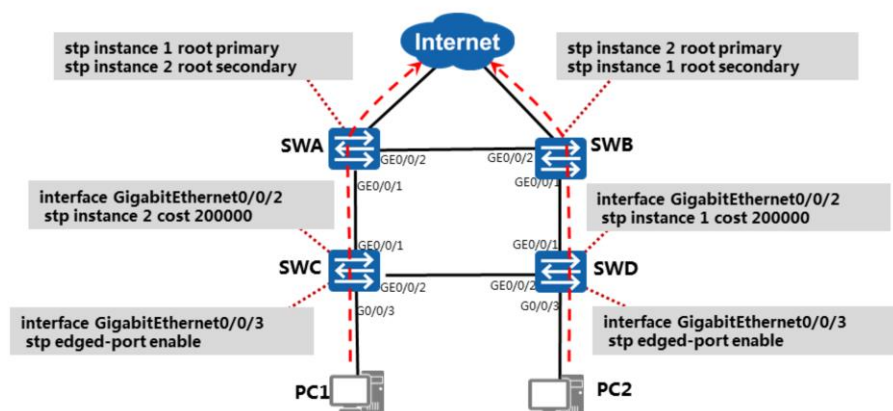 Internet
stp instance 1 root primary
stp instance 2 root secondary
stp instance 2 root primary
stp instance 1 root secondary
SWA
SWB
GE0/0/2
GE0/0/2
GE0/0/1
GE0/0/1
interface GigabitEthernet0/0/2
stp instance 2 cost 200000
interface GigabitEthernet0/0/2
stp instance 1 cost 200000
GE0/0/1
GE0/0/1
SWC
SWD
GE0/0/2
GE0/0/2
G0/0/3
G0/0/3
interface GigabitEthernet0/0/3
stp edged-port enable
interface GigabitEthernet0/0/3
stp edged-port enable
PC1
PC2